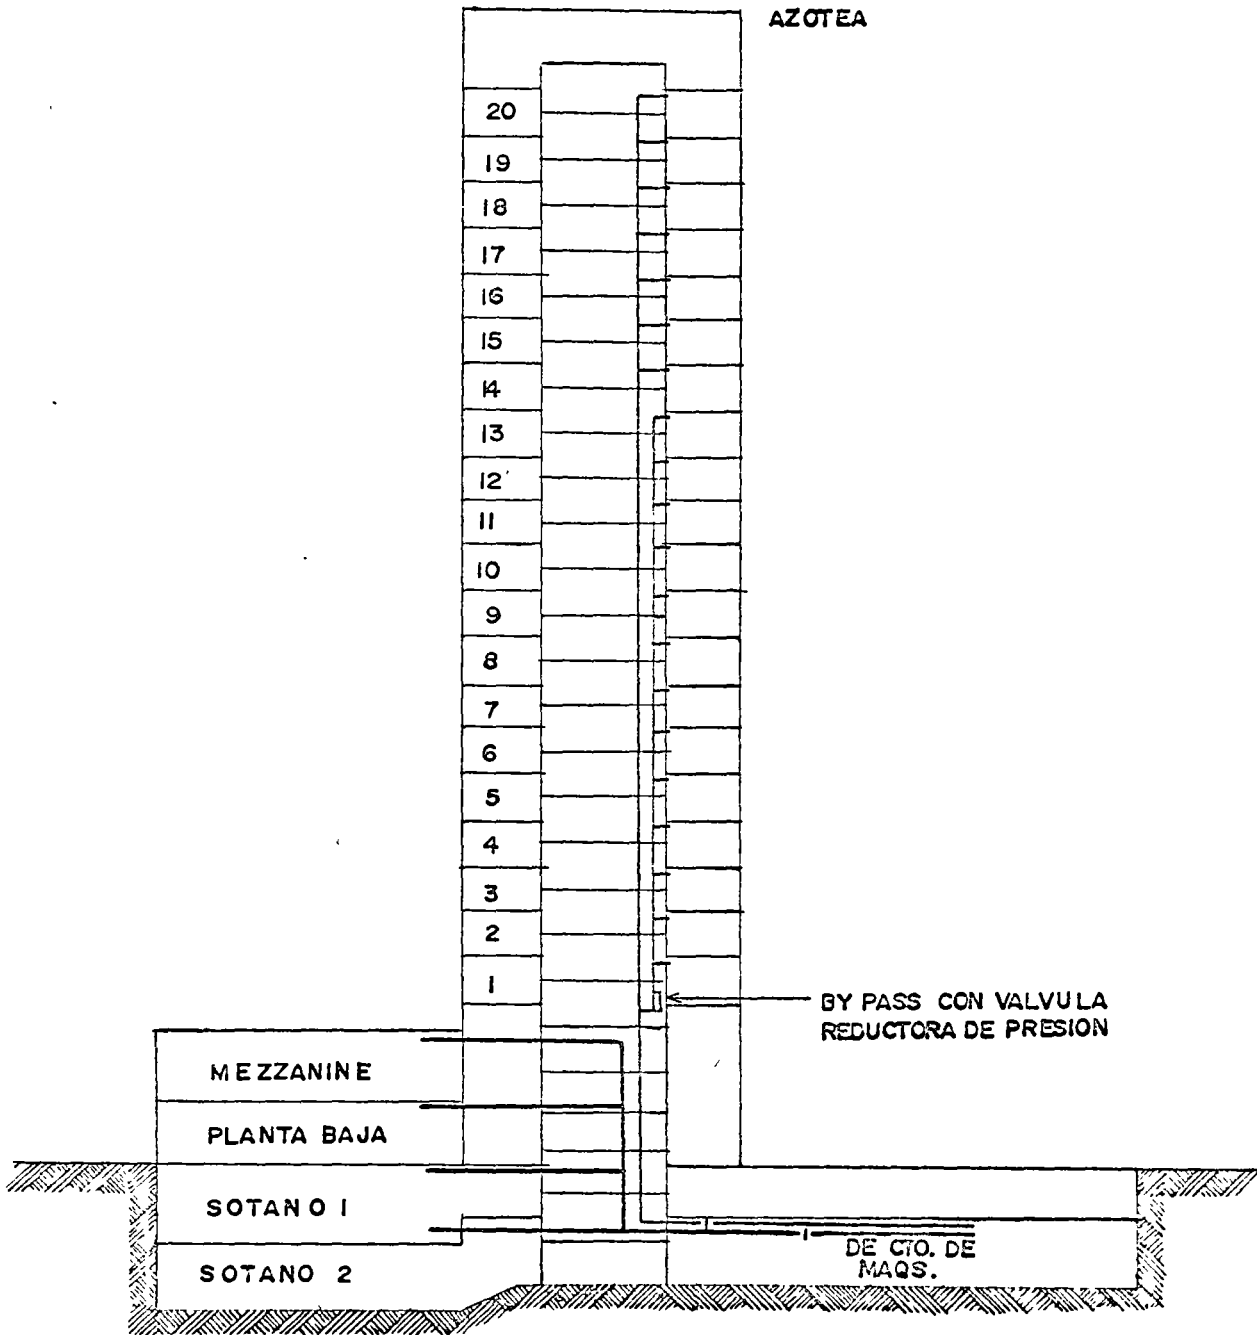 AZOTEA
20
19
18
17
16
15
14
13
12
11
10
9
8
7
6
5
4
3
2
1
BY PASS CON VALVULA
REDUCTORA DE PRESION
MEZZANINE
PLANTA BAJA
SOTANO 1
DE CTO. DE
MAQS.
SOTANO 2